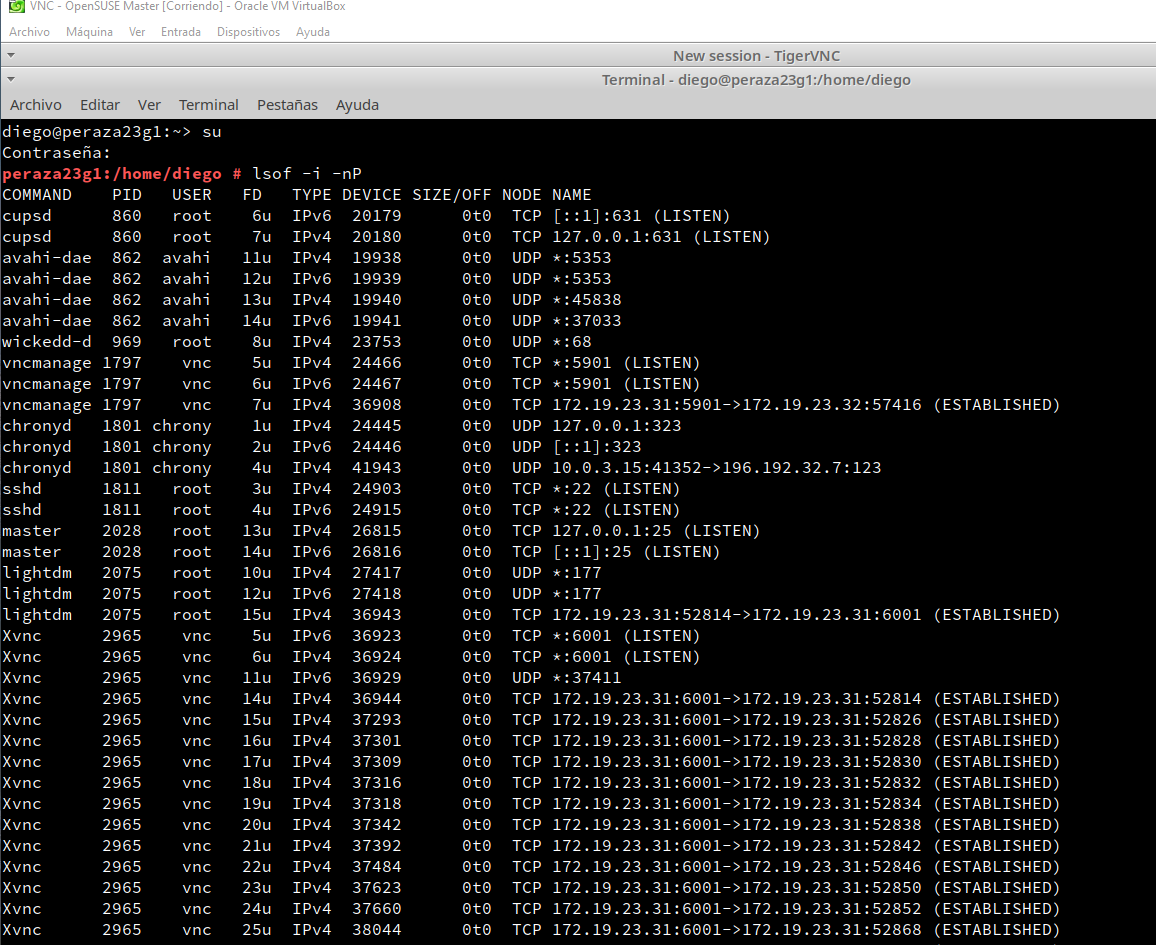 VNC - OpenSUSE Master [Corriendo] - Oracle VM VirtualBox
Archivo Máquina Ver Entrada Dispositivos Ayuda
New session - TigerVNC
Terminal - diego@peraza23g1:/home/diego
Archivo Editar Ver Terminal Pestañas Ayuda
diego@peraza23g1:~> su
Contraseña:
peraza23g1:/home/diego # lsof -i -nP
COMMAND PID USER FD TYPE DEVICE SIZE/OFF NODE NAME
cupsd 860 root 6u IPv6 20179 0t0 TCP [::1]:631 (LISTEN)
cupsd 860 root 7u IPv4 20180 0t0 TCP 127.0.0.1:631 (LISTEN)
avahi-dae 862 avahi 11u IPv4 19938 0t0 UDP *:5353
avahi-dae 862 avahi 12u IPv6 19939 0t0 UDP *:5353
avahi-dae 862 avahi 13u IPv4 19940 0t0 UDP *:45838
avahi-dae 862 avahi 14u IPv6 19941 0t0 UDP *:37033
wickedd-d 969 root 8u IPv4 23753 0t0 UDP *:68
vncmanage 1797 vnc 5u IPv4 24466 0t0 TCP *:5901 (LISTEN)
vncmanage 1797 vnc 6u IPv6 24467 0t0 TCP *:5901 (LISTEN)
vncmanage 1797 vnc 7u IPv4 36908 0t0 TCP 172.19.23.31:5901->172.19.23.32:57416 (ESTABLISHED)
chronyd 1801 chrony 1u IPv4 24445 0t0 UDP 127.0.0.1:323
chronyd 1801 chrony 2u IPv6 24446 0t0 UDP [::1]:323
chronyd 1801 chrony 4u IPv4 41943 0t0 UDP 10.0.3.15:41352->196.192.32.7:123
sshd 1811 root 3u IPv4 24903 0t0 TCP *:22 (LISTEN)
sshd 1811 root 4u IPv6 24915 0t0 TCP *:22 (LISTEN)
master 2028 root 13u IPv4 26815 0t0 TCP 127.0.0.1:25 (LISTEN)
master 2028 root 14u IPv6 26816 0t0 TCP [::1]:25 (LISTEN)
lightdm 2075 root 10u IPv4 27417 0t0 UDP *:177
lightdm 2075 root 12u IPv6 27418 0t0 UDP *:177
lightdm 2075 root 15u IPv4 36943 0t0 TCP 172.19.23.31:52814->172.19.23.31:6001 (ESTABLISHED)
Xvnc 2965 vnc 5u IPv6 36923 0t0 TCP *:6001 (LISTEN)
Xvnc 2965 vnc 6u IPv4 36924 0t0 TCP *:6001 (LISTEN)
Xvnc 2965 vnc 11u IPv6 36929 0t0 UDP *:37411
Xvnc 2965 vnc 14u IPv4 36944 0t0 TCP 172.19.23.31:6001->172.19.23.31:52814 (ESTABLISHED)
Xvnc 2965 vnc 15u IPv4 37293 0t0 TCP 172.19.23.31:6001->172.19.23.31:52826 (ESTABLISHED)
Xvnc 2965 vnc 16u IPv4 37301 0t0 TCP 172.19.23.31:6001->172.19.23.31:52828 (ESTABLISHED)
Xvnc 2965 vnc 17u IPv4 37309 0t0 TCP 172.19.23.31:6001->172.19.23.31:52830 (ESTABLISHED)
Xvnc 2965 vnc 18u IPv4 37316 0t0 TCP 172.19.23.31:6001->172.19.23.31:52832 (ESTABLISHED)
Xvnc 2965 vnc 19u IPv4 37318 0t0 TCP 172.19.23.31:6001->172.19.23.31:52834 (ESTABLISHED)
Xvnc 2965 vnc 20u IPv4 37342 0t0 TCP 172.19.23.31:6001->172.19.23.31:52838 (ESTABLISHED)
Xvnc 2965 vnc 21u IPv4 37392 0t0 TCP 172.19.23.31:6001->172.19.23.31:52842 (ESTABLISHED)
Xvnc 2965 vnc 22u IPv4 37484 0t0 TCP 172.19.23.31:6001->172.19.23.31:52846 (ESTABLISHED)
Xvnc 2965 vnc 23u IPv4 37623 0t0 TCP 172.19.23.31:6001->172.19.23.31:52850 (ESTABLISHED)
Xvnc 2965 vnc 24u IPv4 37660 0t0 TCP 172.19.23.31:6001->172.19.23.31:52852 (ESTABLISHED)
Xvnc 2965 vnc 25u IPv4 38044 0t0 TCP 172.19.23.31:6001->172.19.23.31:52868 (ESTABLISHED)